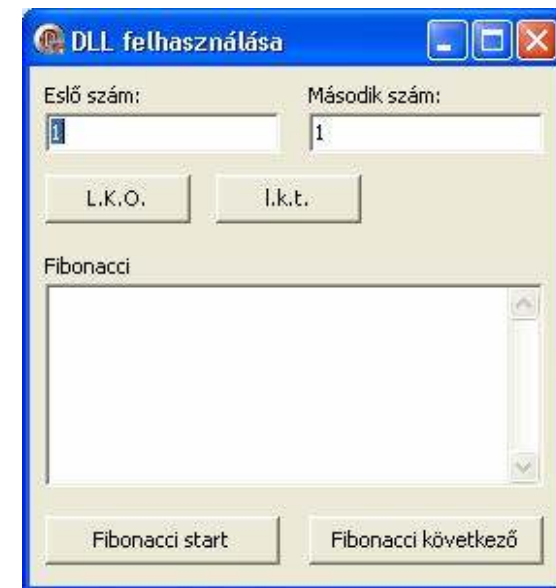 DLL felhasználása
Eslő szám: Második szám:
1 1
L.K.O. l.k.t.
Fibonacci
Fibonacci start Fibonacci következő